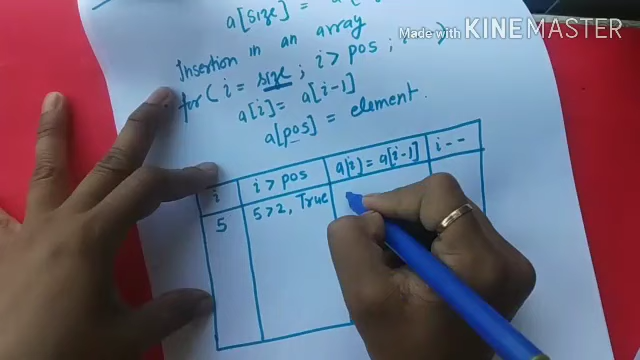 Made with KINEMASTER
a[size] =
Insertion in an array
for( i = size ; i > pos ; i--)
a[i] = a[i-1]
a[pos] = element.
i | i > pos | a[i] = a[i-1] | i--
5 | 5 > 2, True